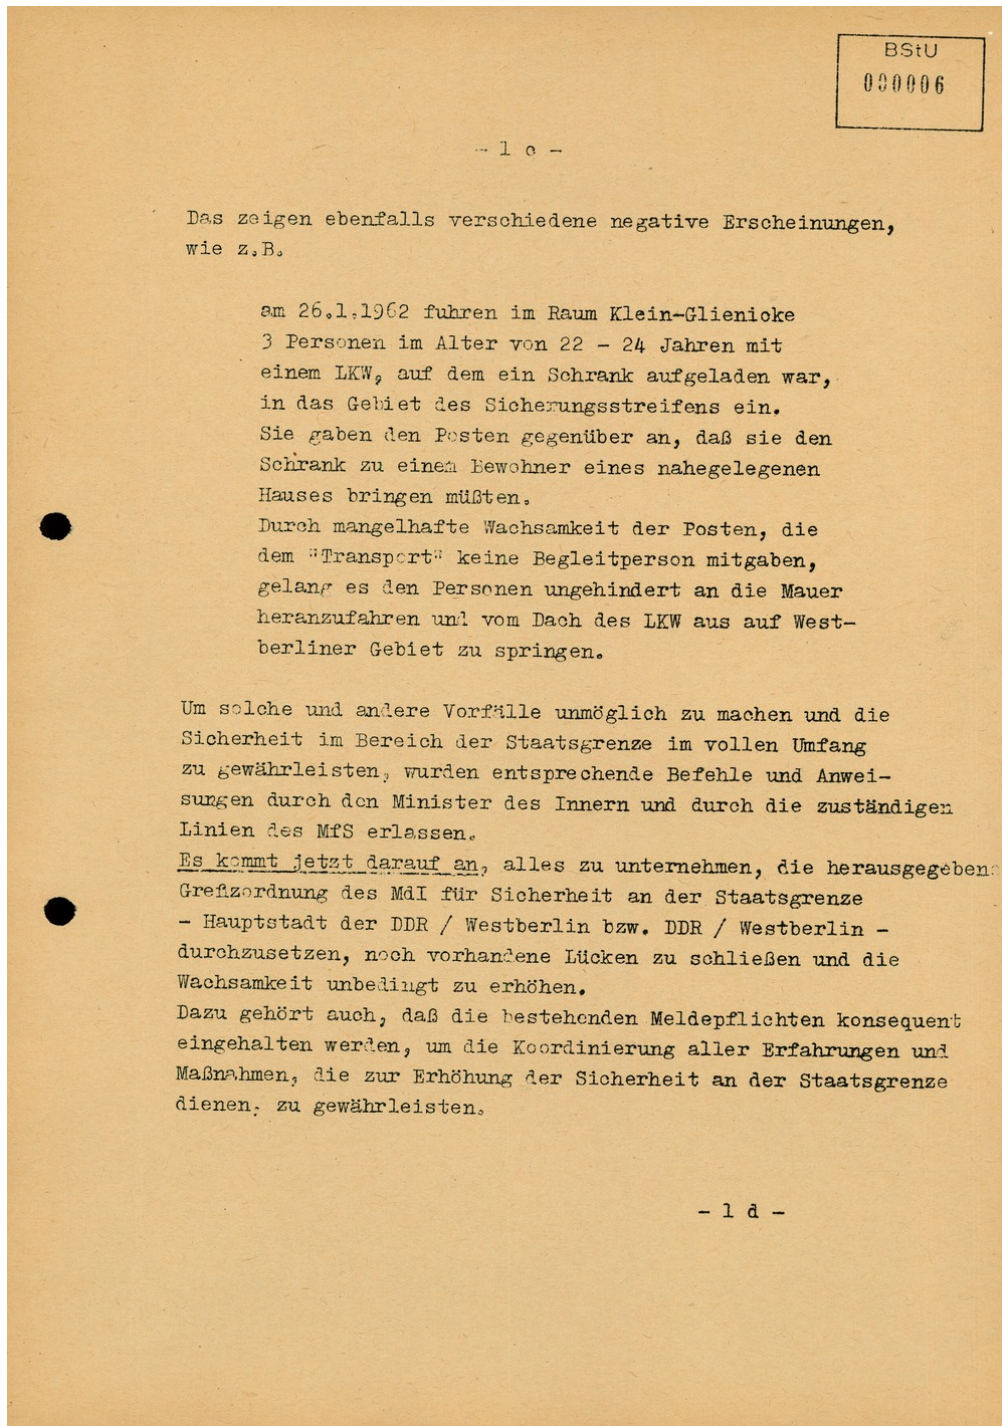 BStU
000006
- 1 c -
Das zeigen ebenfalls verschiedene negative Erscheinungen,
wie z.B.
am 26.1.1962 fuhren im Raum Klein-Glienicke
3 Personen im Alter von 22 - 24 Jahren mit
einem LKW, auf dem ein Schrank aufgeladen war,
in das Gebiet des Sicherungsstreifens ein.
Sie gaben den Posten gegenüber an, daß sie den
Schrank zu einem Bewohner eines nahegelegenen
Hauses bringen müßten.
Durch mangelhafte Wachsamkeit der Posten, die
dem "Transport" keine Begleitperson mitgaben,
gelang es den Personen ungehindert an die Mauer
heranzufahren und vom Dach des LKW aus auf West-
berliner Gebiet zu springen.
Um solche und andere Vorfälle unmöglich zu machen und die
Sicherheit im Bereich der Staatsgrenze im vollen Umfang
zu gewährleisten, wurden entsprechende Befehle und Anwei-
sungen durch den Minister des Innern und durch die zuständigen
Linien des MfS erlassen.
Es kommt jetzt darauf an, alles zu unternehmen, die herausgegebene
Grenzordnung des MdI für Sicherheit an der Staatsgrenze
- Hauptstadt der DDR / Westberlin bzw. DDR / Westberlin -
durchzusetzen, noch vorhandene Lücken zu schließen und die
Wachsamkeit unbedingt zu erhöhen.
Dazu gehört auch, daß die bestehenden Meldepflichten konsequent
eingehalten werden, um die Koordinierung aller Erfahrungen und
Maßnahmen, die zur Erhöhung der Sicherheit an der Staatsgrenze
dienen, zu gewährleisten.
- 1 d -